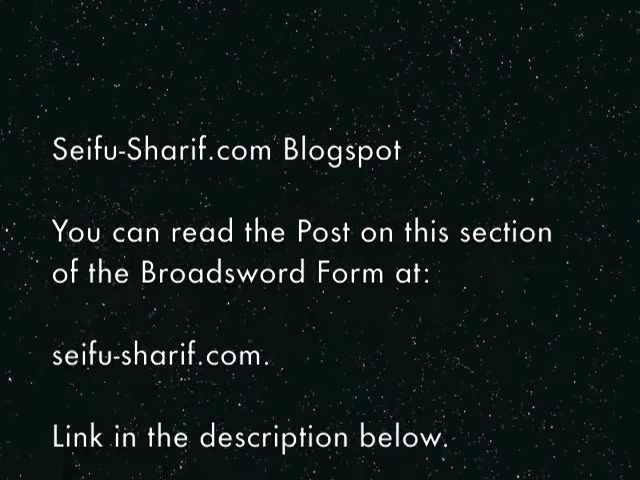 Seifu-Sharif.com Blogspot
You can read the Post on this section
of the Broadsword Form at:
seifu-sharif.com.
Link in the description below.